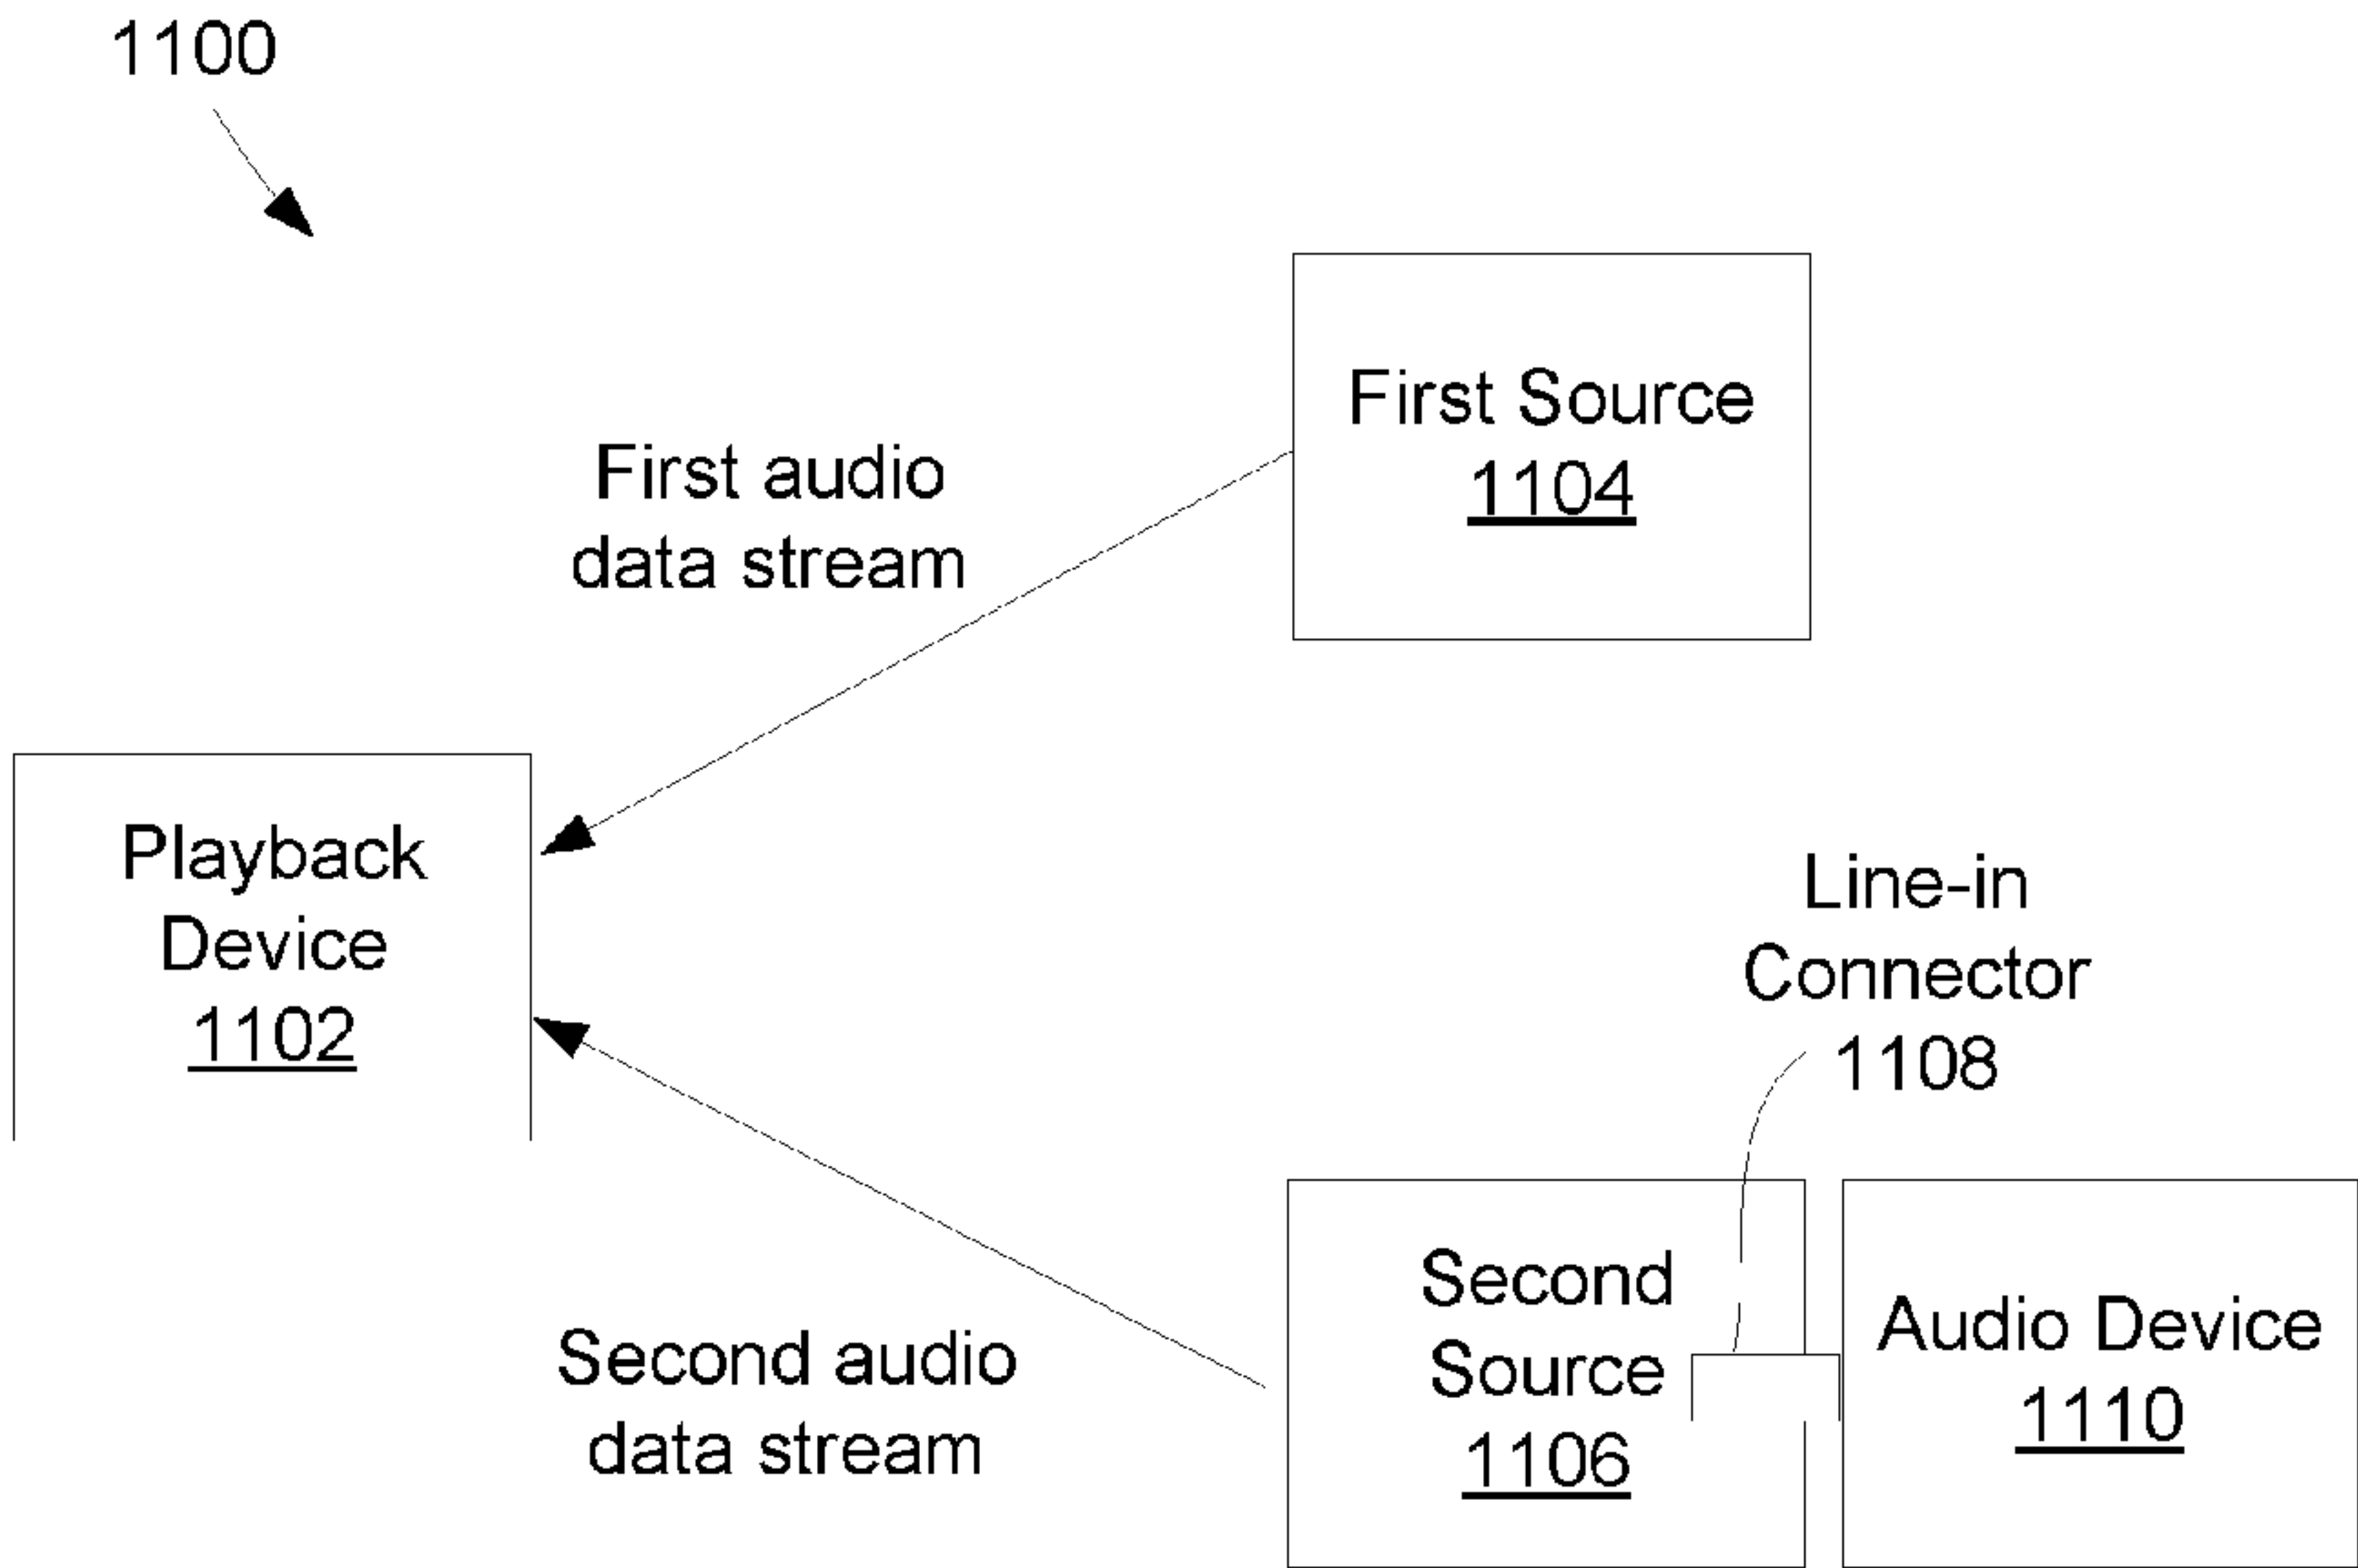 1100
First Source
1104
First audio
data stream
Playback
Device
1102
Line-in
Connector
1108
Second
Source
1106
Audio Device
1110
Second audio
data stream